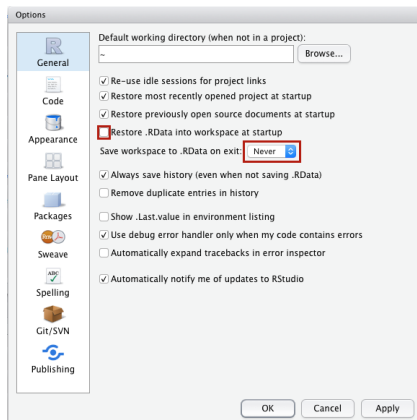 Options
General
Code
Appearance
Pane Layout
Packages
Sweave
ABC
Spelling
Git/SVN
Publishing
Default working directory (when not in a project):
~
Browse...
Re-use idle sessions for project links
Restore most recently opened project at startup
Restore previously open source documents at startup
Restore .RData into workspace at startup
Save workspace to .RData on exit: Never
Always save history (even when not saving .RData)
Remove duplicate entries in history
Show .Last.value in environment listing
Use debug error handler only when my code contains errors
Automatically expand tracebacks in error inspector
Automatically notify me of updates to RStudio
OK Cancel Apply